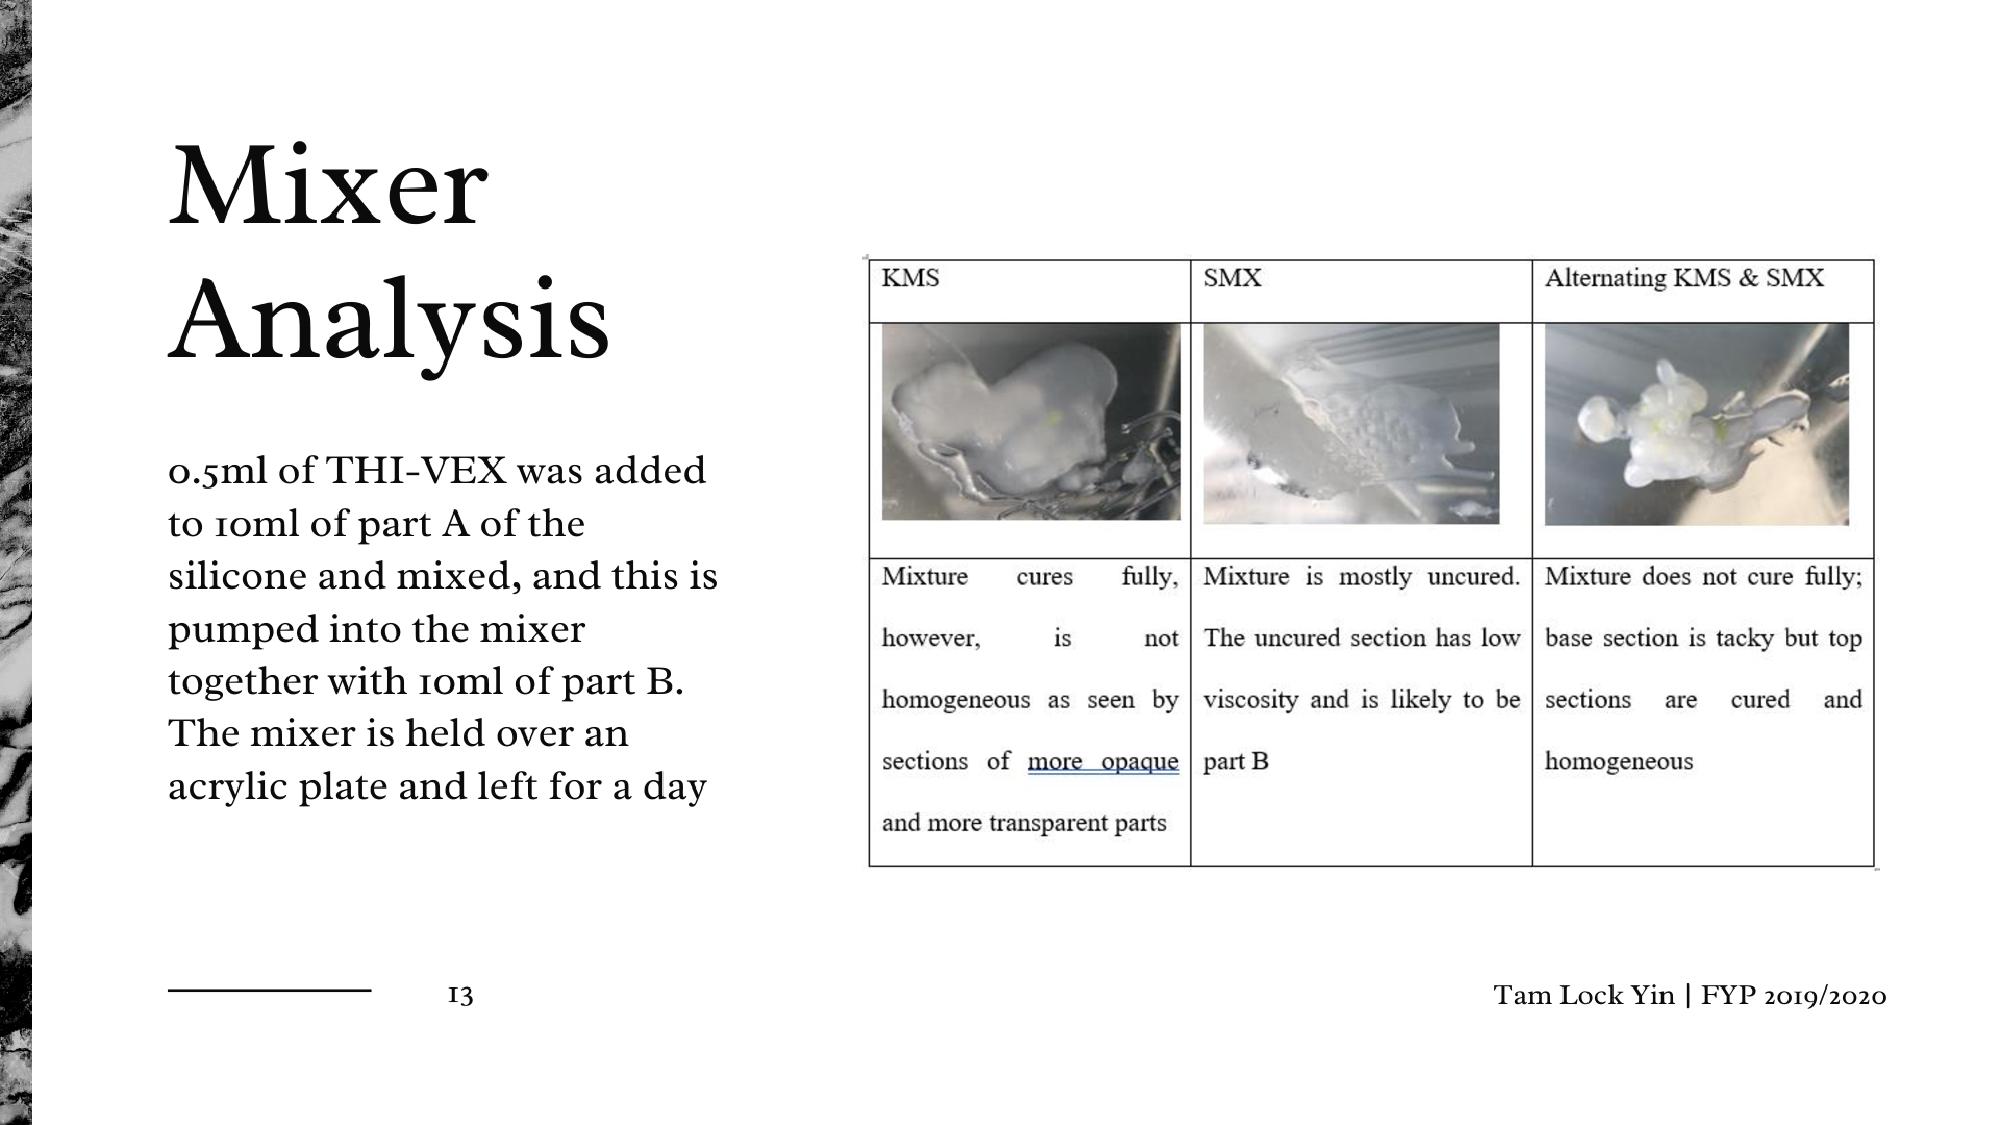 Mixer
Analysis
0.5ml of THI-VEX was added
to 10ml of part A of the
silicone and mixed, and this is
pumped into the mixer
together with 10ml of part B.
The mixer is held over an
acrylic plate and left for a day
KMS
SMX
Alternating KMS & SMX
Mixture cures fully,
however, is not
homogeneous as seen by
sections of more opaque
and more transparent parts
Mixture is mostly uncured.
The uncured section has low
viscosity and is likely to be
part B
Mixture does not cure fully;
base section is tacky but top
sections are cured and
homogeneous
13
Tam Lock Yin | FYP 2019/2020